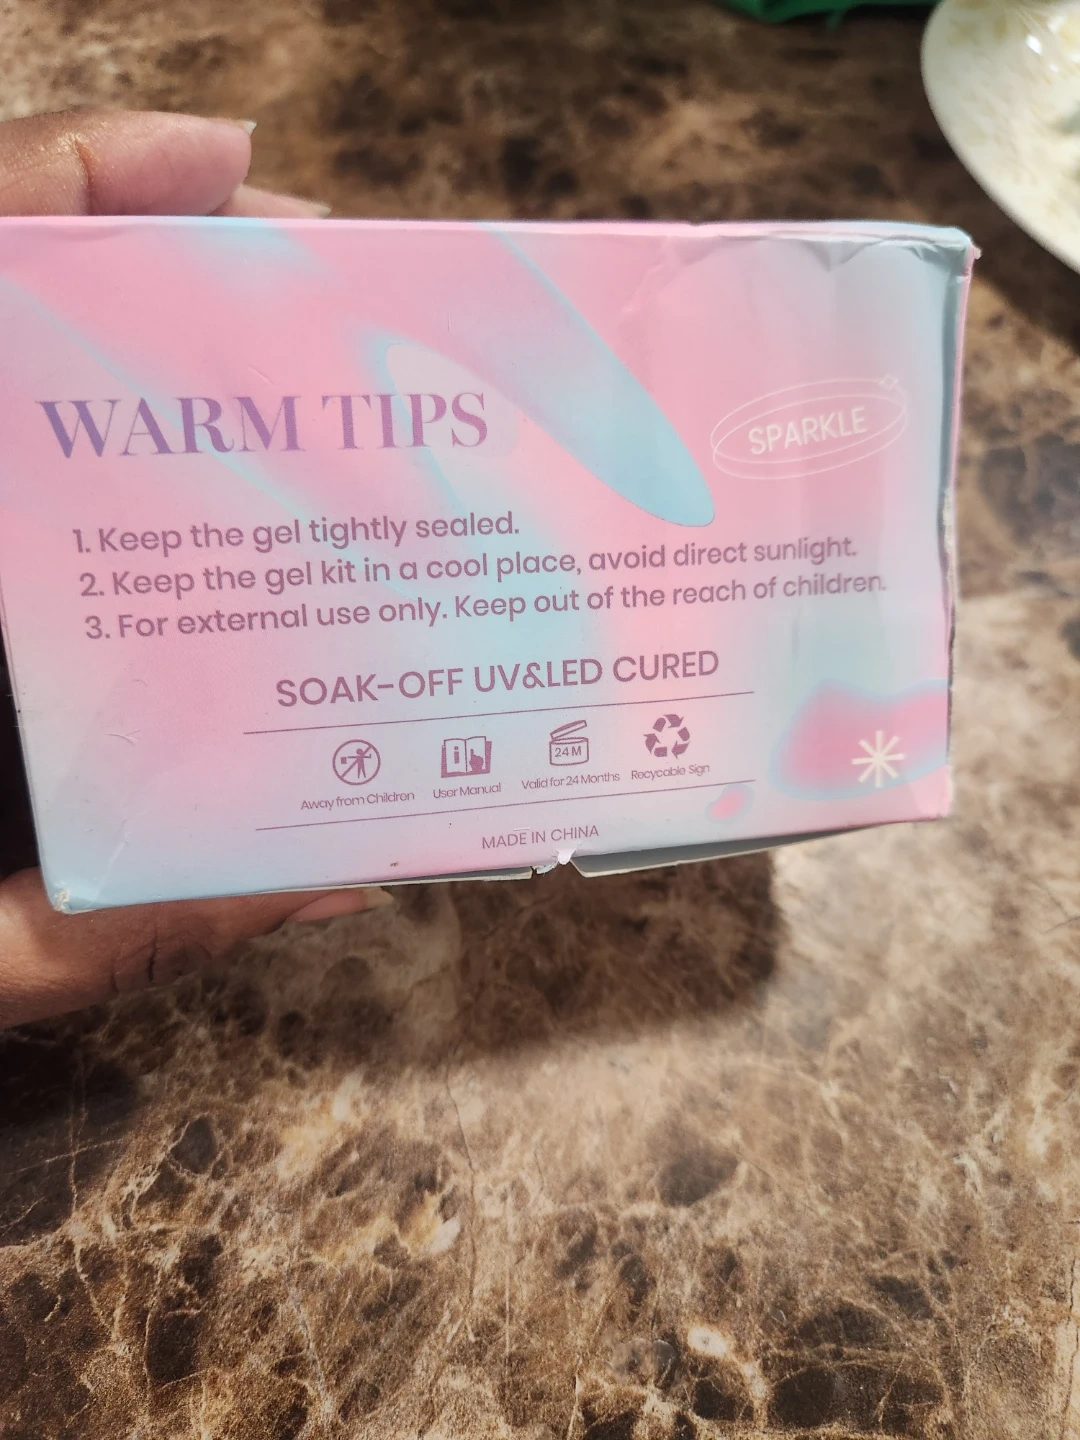 WARM TIPS
SPARKLE
1. Keep the gel tightly sealed.
2. Keep the gel kit in a cool place, avoid direct sunlight.
3. For external use only. Keep out of the reach of children.
SOAK-OFF UV&LED CURED
24M
Away from Children
User Manual
Valid for 24 Months
Recycable Sign
MADE IN CHINA